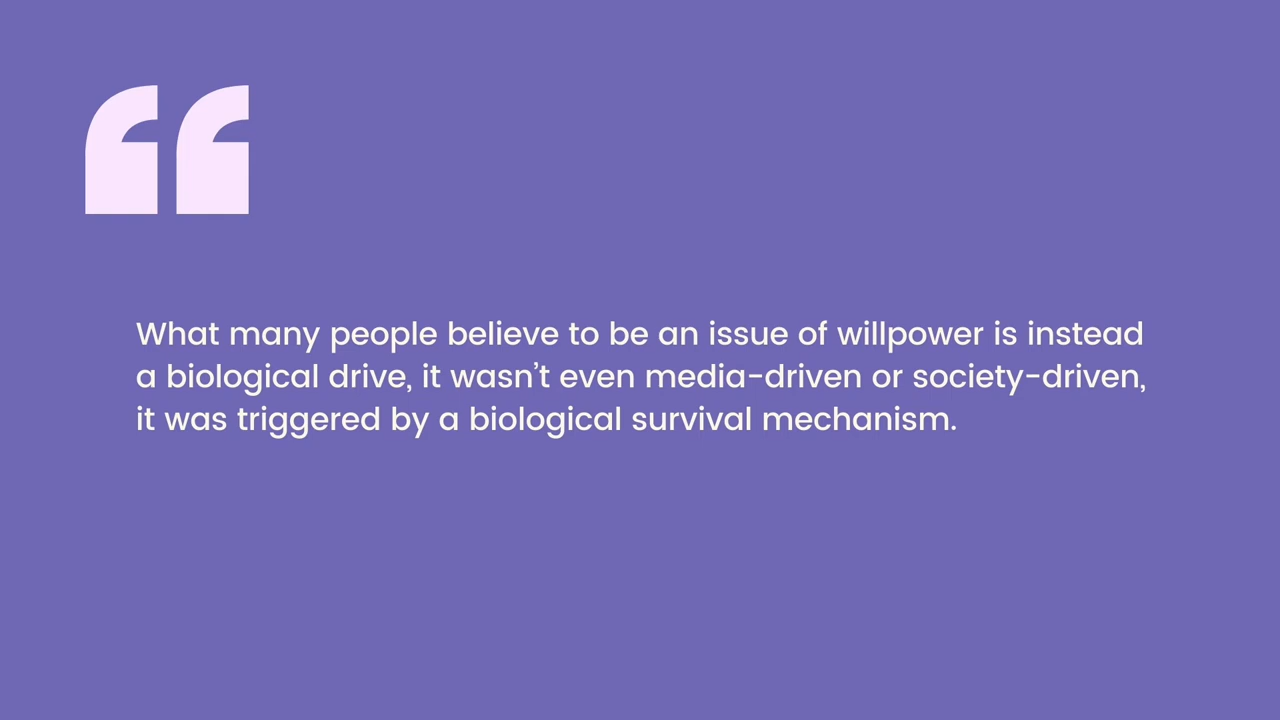 “
What many people believe to be an issue of willpower is instead
a biological drive, it wasn’t even media-driven or society-driven,
it was triggered by a biological survival mechanism.